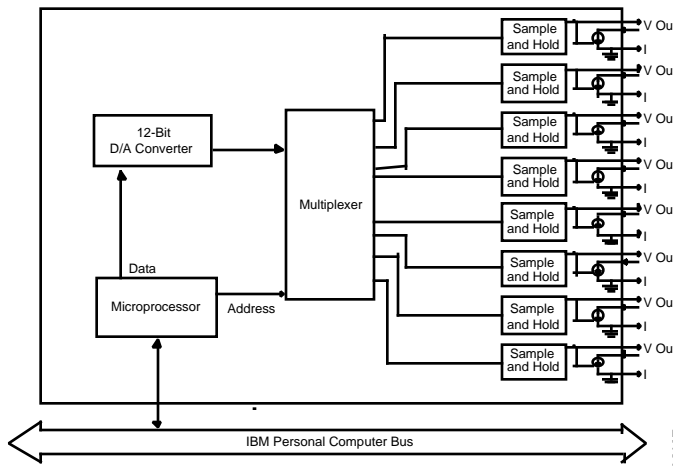 Sample
and Hold
V Ou
I
Sample
and Hold
V Ou
I
12-Bit
D/A Converter
Sample
and Hold
V Ou
I
Sample
and Hold
V Ou
I
Multiplexer
Sample
and Hold
V Ou
I
Data
Microprocessor
Address
Sample
and Hold
V Ou
I
Sample
and Hold
V Ou
I
Sample
and Hold
V Ou
I
IBM Personal Computer Bus